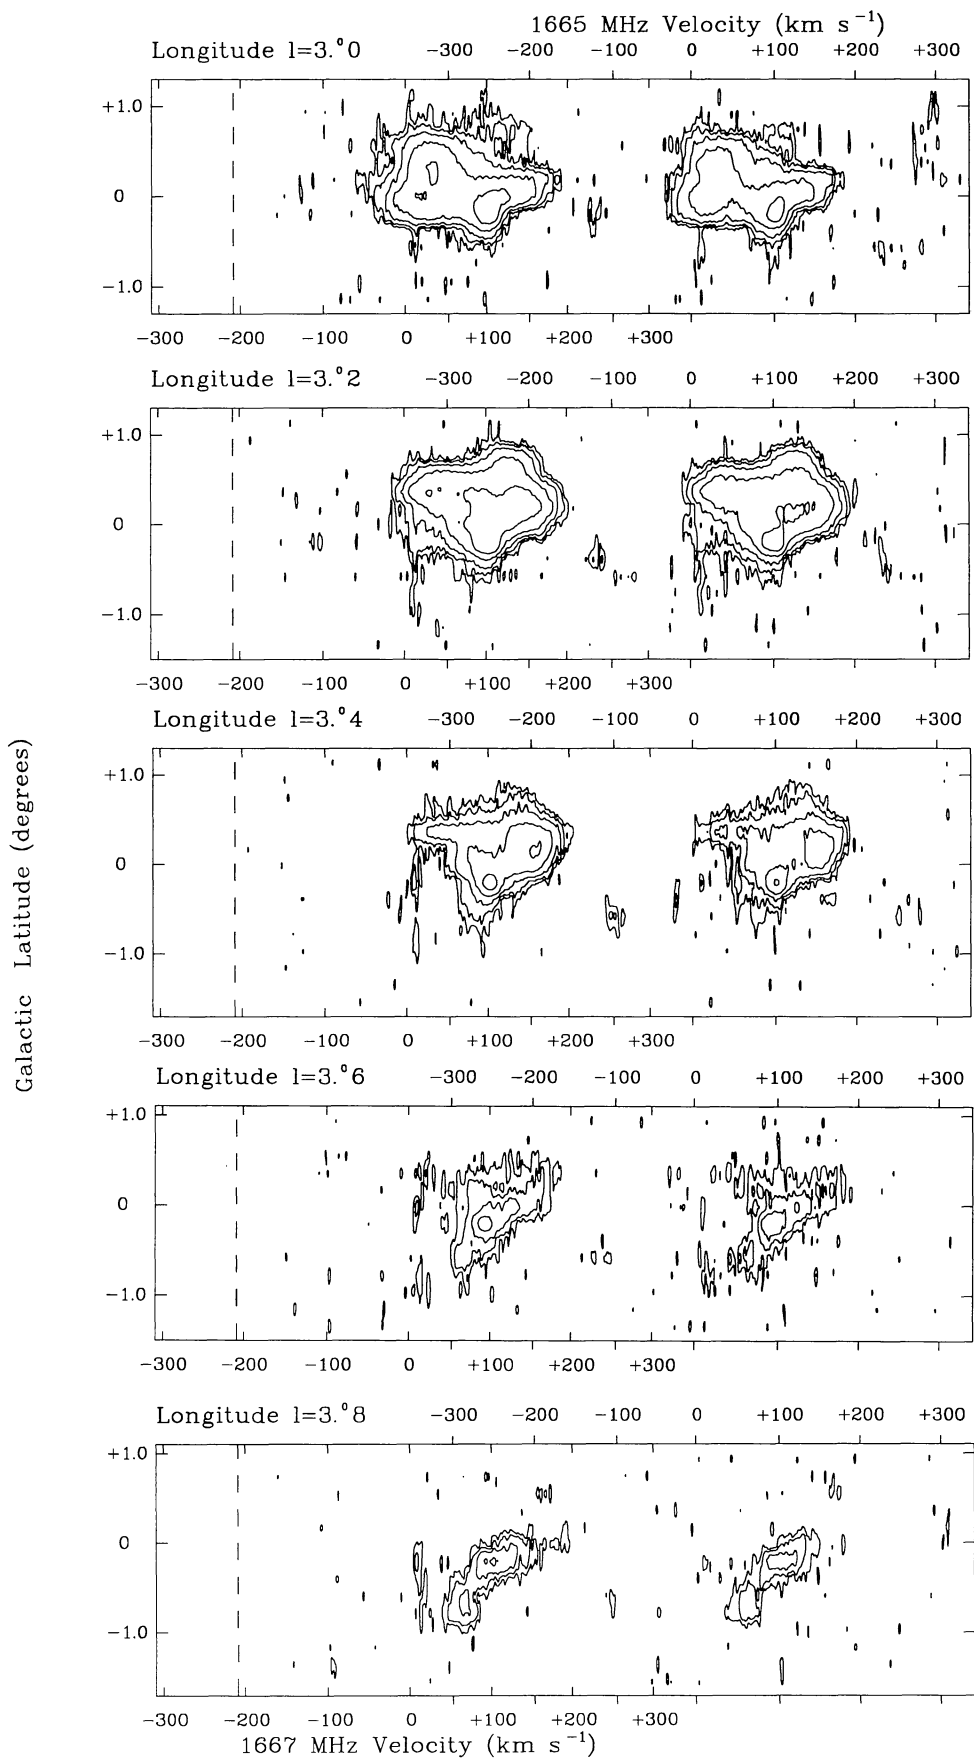 1665 MHz Velocity (km s⁻¹)
Longitude l=3.°0 −300 −200 −100 0 +100 +200 +300
+1.0
0
−1.0
−300 −200 −100 0 +100 +200 +300
Longitude l=3.°2 −300 −200 −100 0 +100 +200 +300
+1.0
0
−1.0
−300 −200 −100 0 +100 +200 +300
Longitude l=3.°4 −300 −200 −100 0 +100 +200 +300
+1.0
0
−1.0
−300 −200 −100 0 +100 +200 +300
Galactic Latitude (degrees)
Longitude l=3.°6 −300 −200 −100 0 +100 +200 +300
+1.0
0
−1.0
−300 −200 −100 0 +100 +200 +300
Longitude l=3.°8 −300 −200 −100 0 +100 +200 +300
+1.0
0
−1.0
−300 −200 −100 0 +100 +200 +300
1667 MHz Velocity (km s⁻¹)